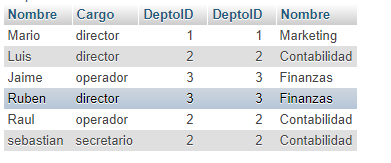 Nombre Cargo DeptoID DeptoID Nombre
Mario director 1 1 Marketing
Luis director 2 2 Contabilidad
Jaime operador 3 3 Finanzas
Ruben director 3 3 Finanzas
Raul operador 2 2 Contabilidad
sebastian secretario 2 2 Contabilidad